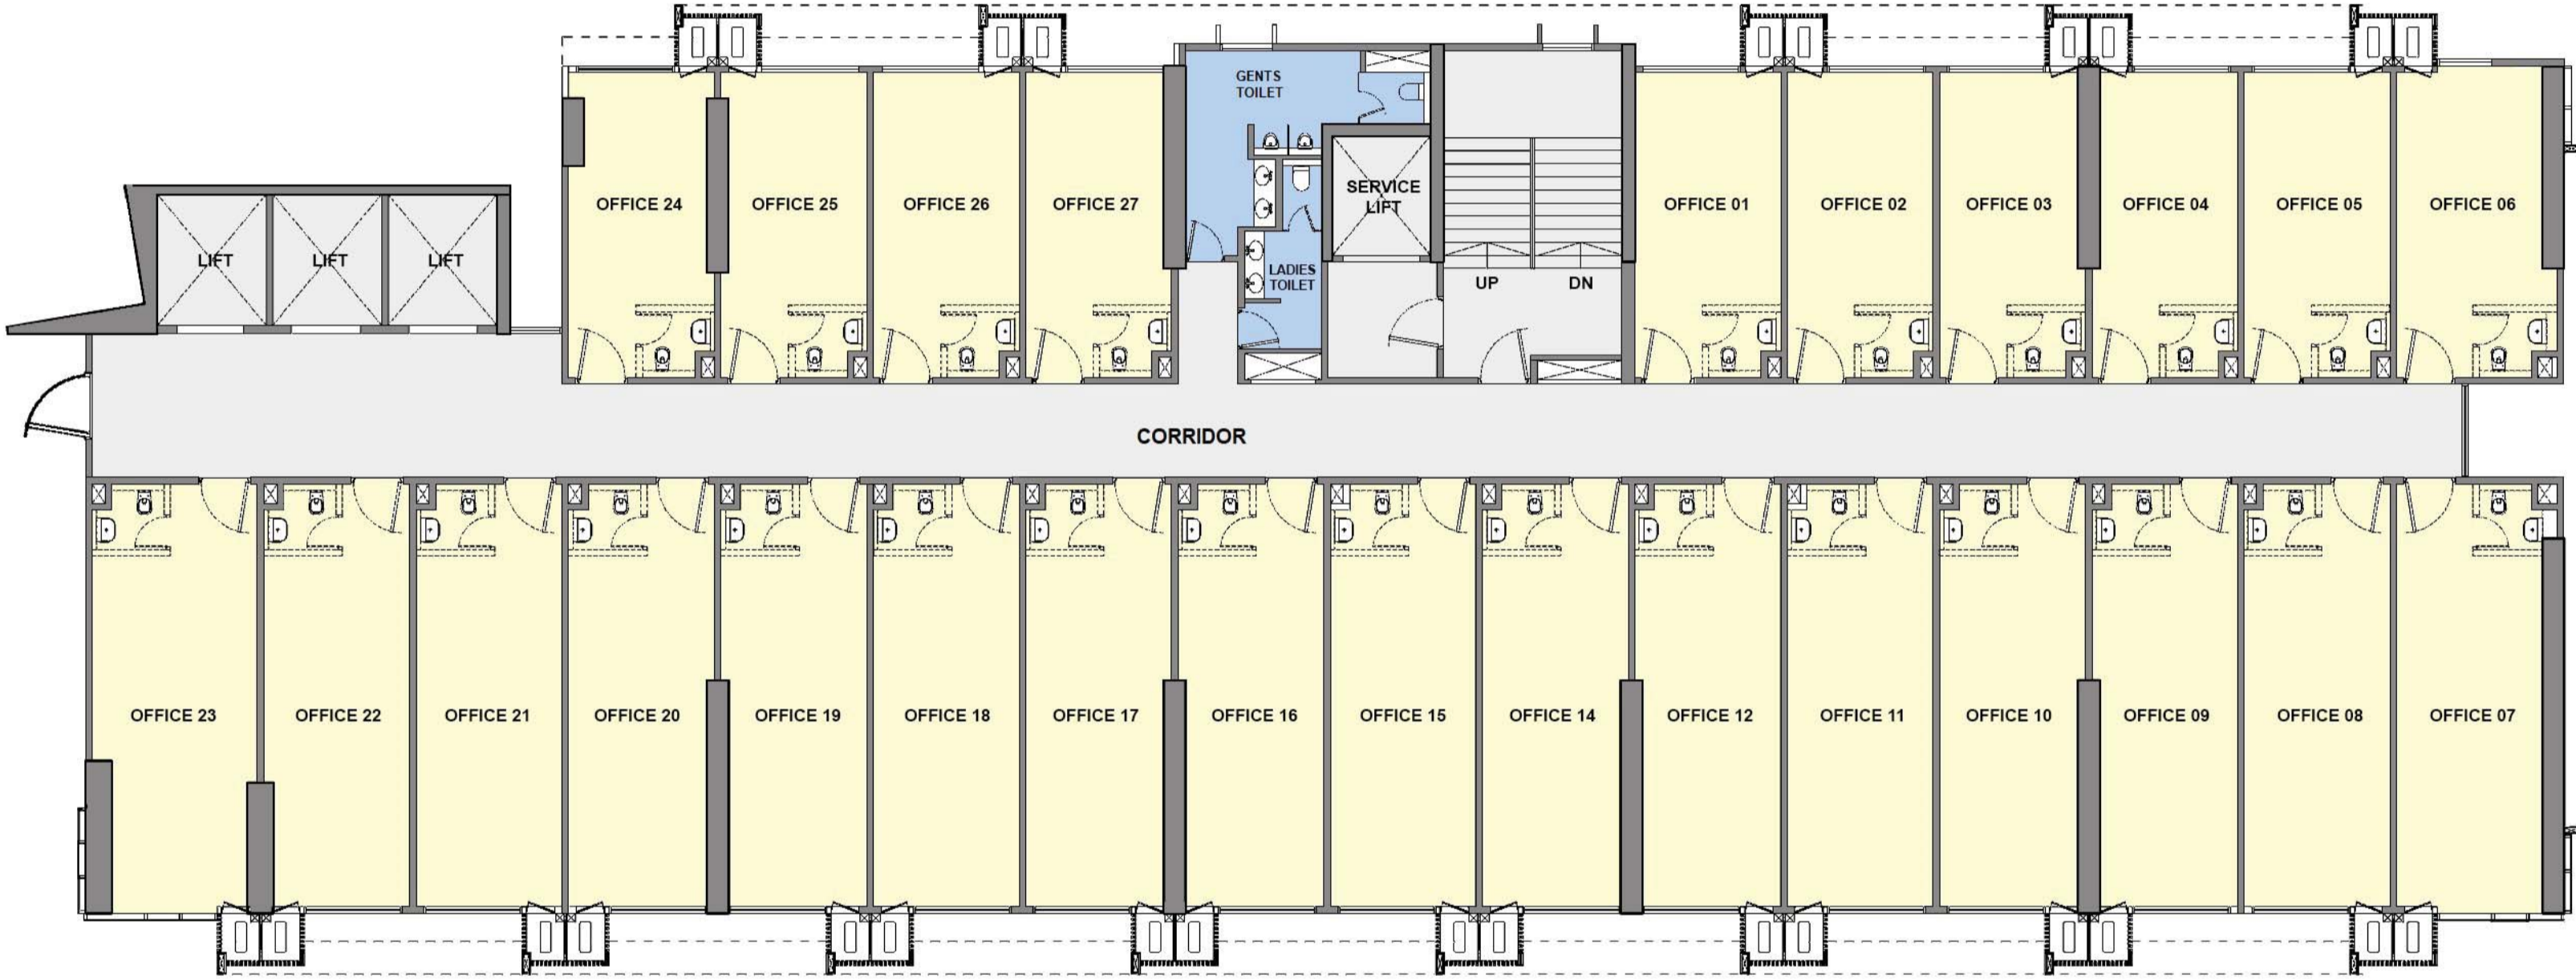 GENTS
TOILET
OFFICE 24
OFFICE 25
OFFICE 26
OFFICE 27
SERVICE
LIFT
OFFICE 01
OFFICE 02
OFFICE 03
OFFICE 04
OFFICE 05
OFFICE 06
LIFT
LIFT
LIFT
LADIES
TOILET
UP
DN
CORRIDOR
OFFICE 23
OFFICE 22
OFFICE 21
OFFICE 20
OFFICE 19
OFFICE 18
OFFICE 17
OFFICE 16
OFFICE 15
OFFICE 14
OFFICE 12
OFFICE 11
OFFICE 10
OFFICE 09
OFFICE 08
OFFICE 07